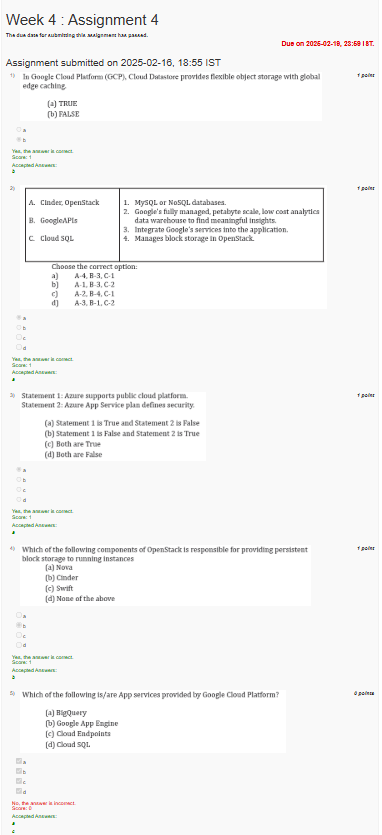 Week 4 : Assignment 4
The due date for submitting this assignment has passed.
Due on 2025-02-19, 23:59 IST.
Assignment submitted on 2025-02-16, 18:55 IST
1) In Google Cloud Platform (GCP), Cloud Datastore provides flexible object storage with global 1 point
edge caching.
(a) TRUE
(b) FALSE
a
b
Yes, the answer is correct.
Score: 1
Accepted Answers:
2) 1 point
A. Cinder, OpenStack 1. MySQL or NoSQL databases.
2. Google's fully managed, petabyte scale, low cost analytics
B. GoogleAPIs data warehouse to find meaningful insights.
3. Integrate Google's services into the application.
C. Cloud SQL 4. Manages block storage in OpenStack.
Choose the correct option:
a) A-4, B-3, C-1
b) A-1, B-3, C-2
c) A-2, B-4, C-1
d) A-3, B-1, C-2
a
b
c
d
Yes, the answer is correct.
Score: 1
Accepted Answers:
a
3) Statement 1: Azure supports public cloud platform. 1 point
Statement 2: Azure App Service plan defines security.
(a) Statement 1 is True and Statement 2 is False
(b) Statement 1 is False and Statement 2 is True
(c) Both are True
(d) Both are False
a
b
c
d
Yes, the answer is correct.
Score: 1
Accepted Answers:
a
4) Which of the following components of OpenStack is responsible for providing persistent 1 point
block storage to running instances
(a) Nova
(b) Cinder
(c) Swift
(d) None of the above
a
b
c
d
Yes, the answer is correct.
Score: 1
Accepted Answers:
b
5) Which of the following is/are App services provided by Google Cloud Platform? 0 points
(a) BigQuery
(b) Google App Engine
(c) Cloud Endpoints
(d) Cloud SQL
a
b
c
d
No, the answer is incorrect.
Score: 0
Accepted Answers: